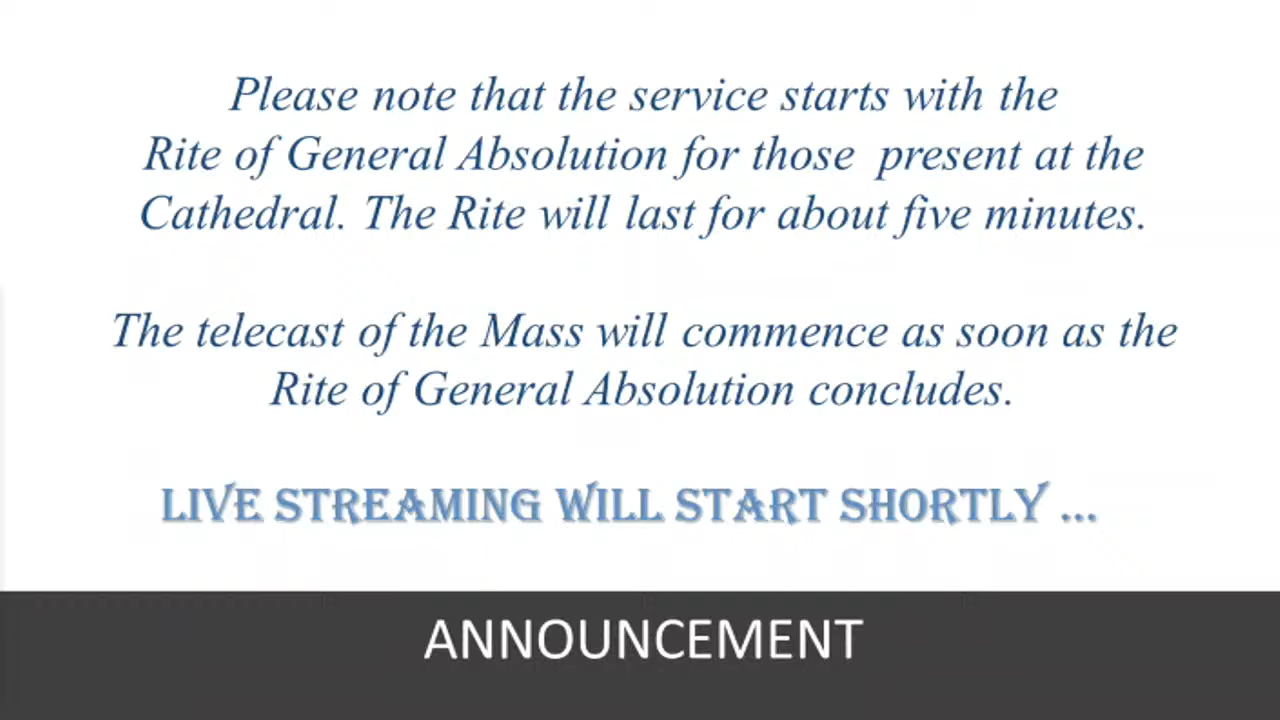 Please note that the service starts with the
Rite of General Absolution for those present at the
Cathedral. The Rite will last for about five minutes.
The telecast of the Mass will commence as soon as the
Rite of General Absolution concludes.
LIVE STREAMING WILL START SHORTLY ...
ANNOUNCEMENT